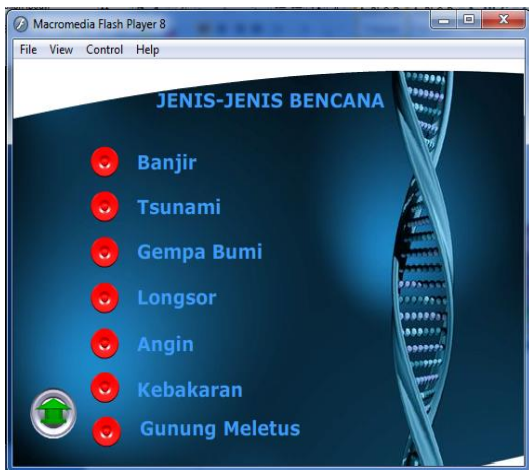 Macromedia Flash Player 8
File View Control Help
JENIS-JENIS BENCANA
Banjir
Tsunami
Gempa Bumi
Longsor
Angin
Kebakaran
Gunung Meletus